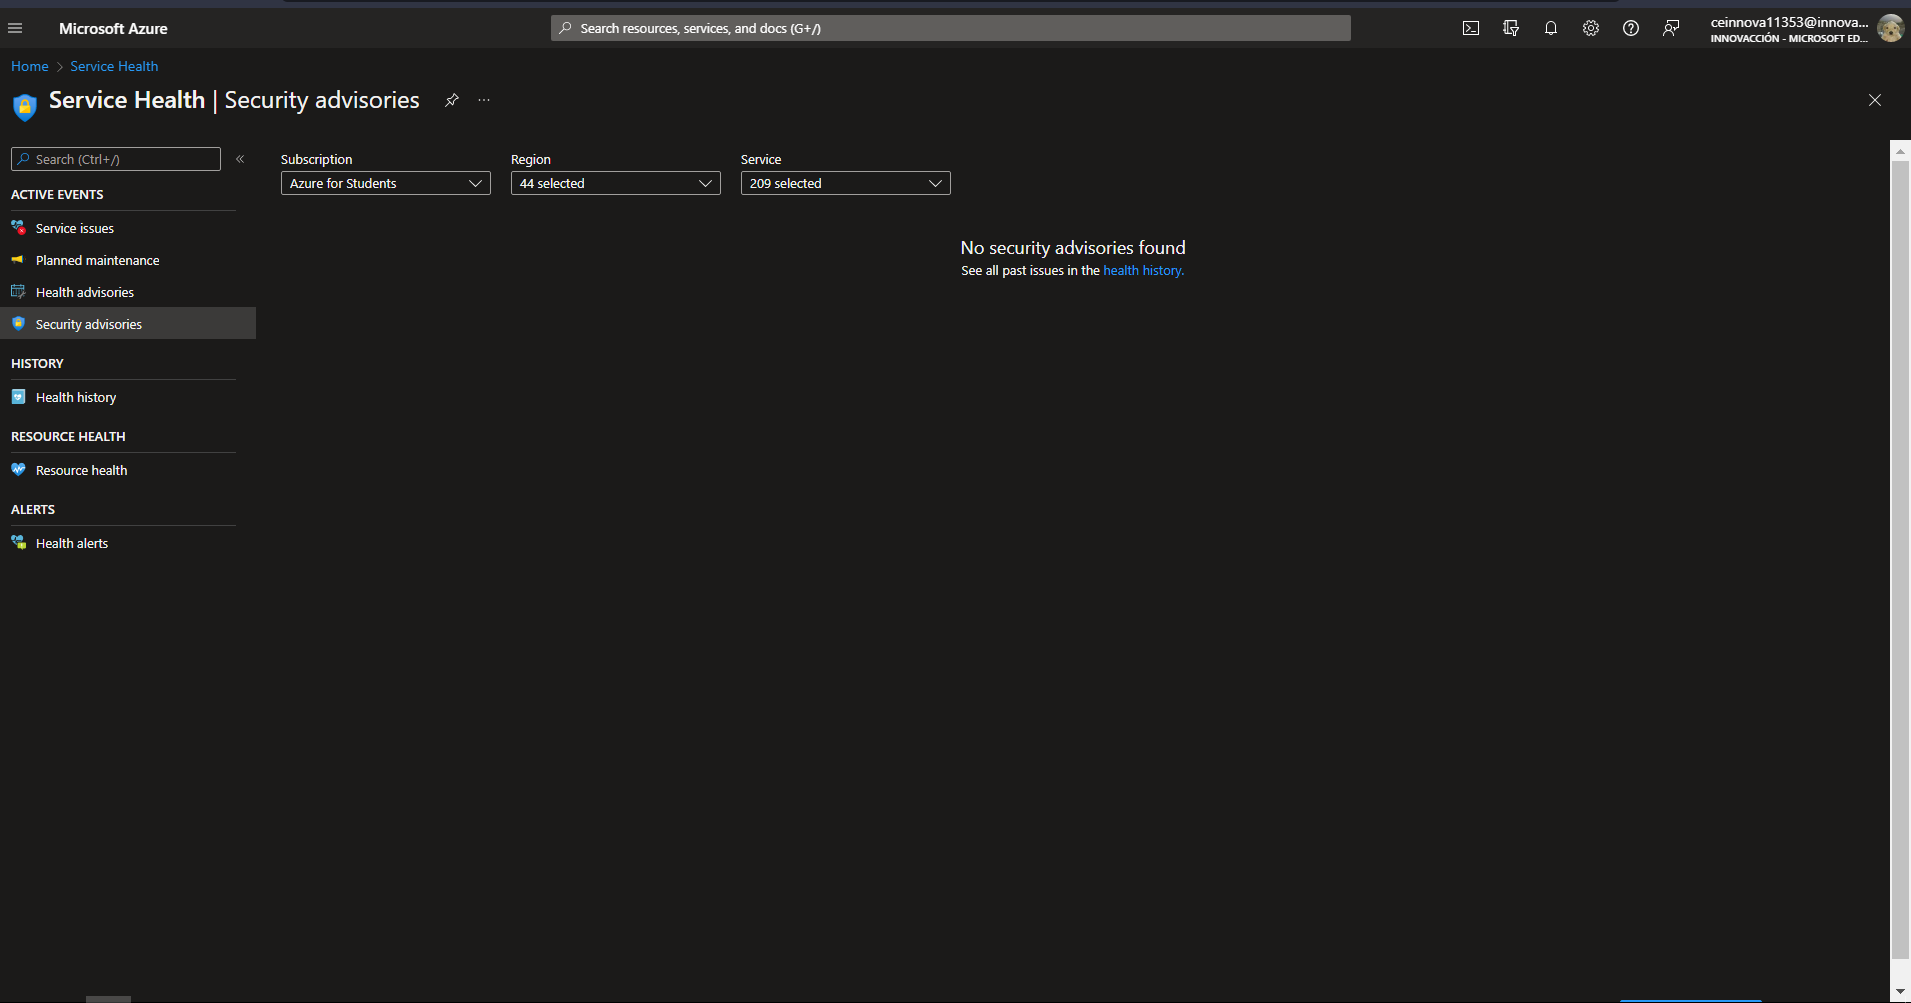 Microsoft Azure
Search resources, services, and docs (G+/)
ceinnova11353@innova...
INNOVACCIÓN - MICROSOFT ED...
Home > Service Health
Service Health | Security advisories
...
Search (Ctrl+/)
«
ACTIVE EVENTS
Service issues
Planned maintenance
Health advisories
Security advisories
HISTORY
Health history
RESOURCE HEALTH
Resource health
ALERTS
Health alerts
Subscription
Azure for Students
Region
44 selected
Service
209 selected
No security advisories found
See all past issues in the health history.